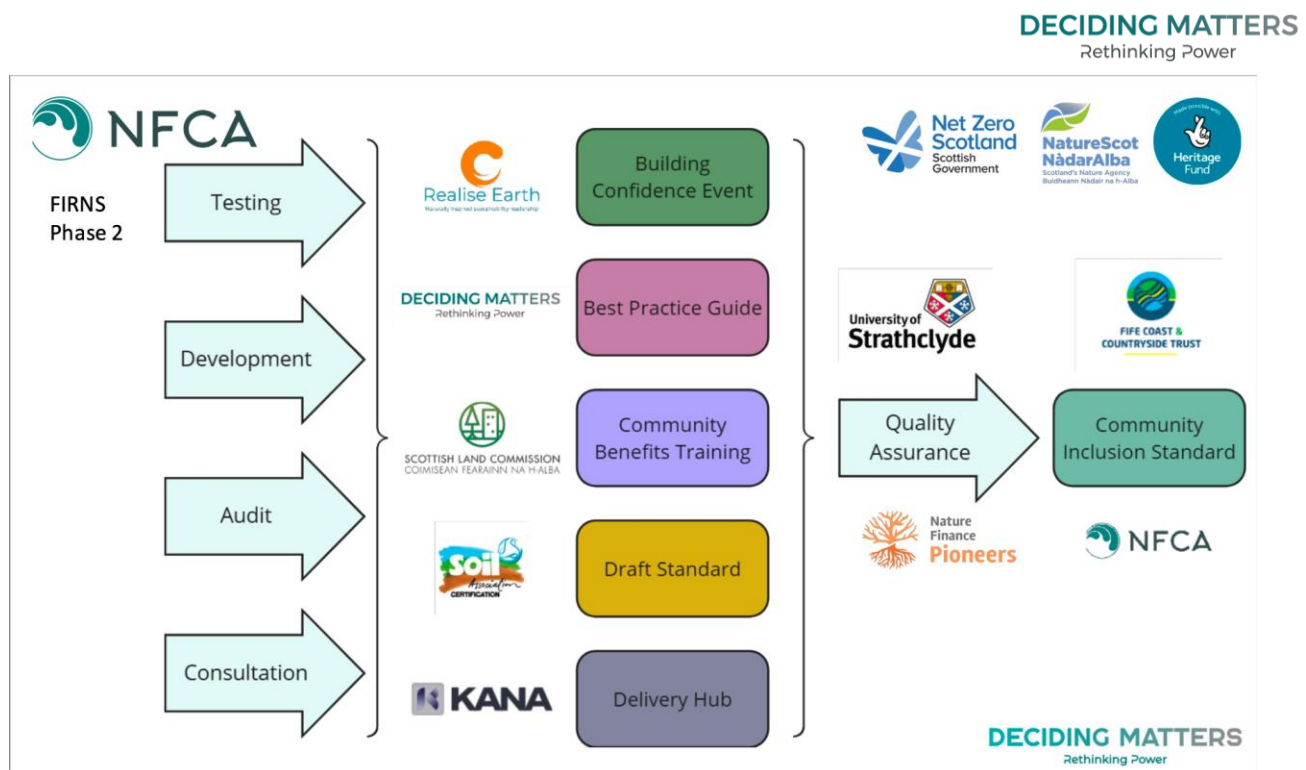 DECIDING MATTERS
Rethinking Power
NFCA
FIRNS
Phase 2
Testing
Development
Audit
Consultation
Realise Earth
Building
Confidence Event
DECIDING MATTERS
Rethinking Power
Best Practice Guide
SCOTTISH LAND COMMISSION
COIMISEAN FEARAINN NA H-ALBA
Community
Benefits Training
Soil
Association
CERTIFICATION
Draft Standard
KANA
Delivery Hub
Net Zero
Scotland
Scottish
Government
NatureScot
NàdarAlba
Scotland's Nature Agency
Buidheann Nàdair na h-Alba
Made possible with
Heritage
Fund
University of
Strathclyde
FIFE COAST &
COUNTRYSIDE TRUST
Quality
Assurance
Community
Inclusion Standard
Nature
Finance
Pioneers
NFCA
DECIDING MATTERS
Rethinking Power